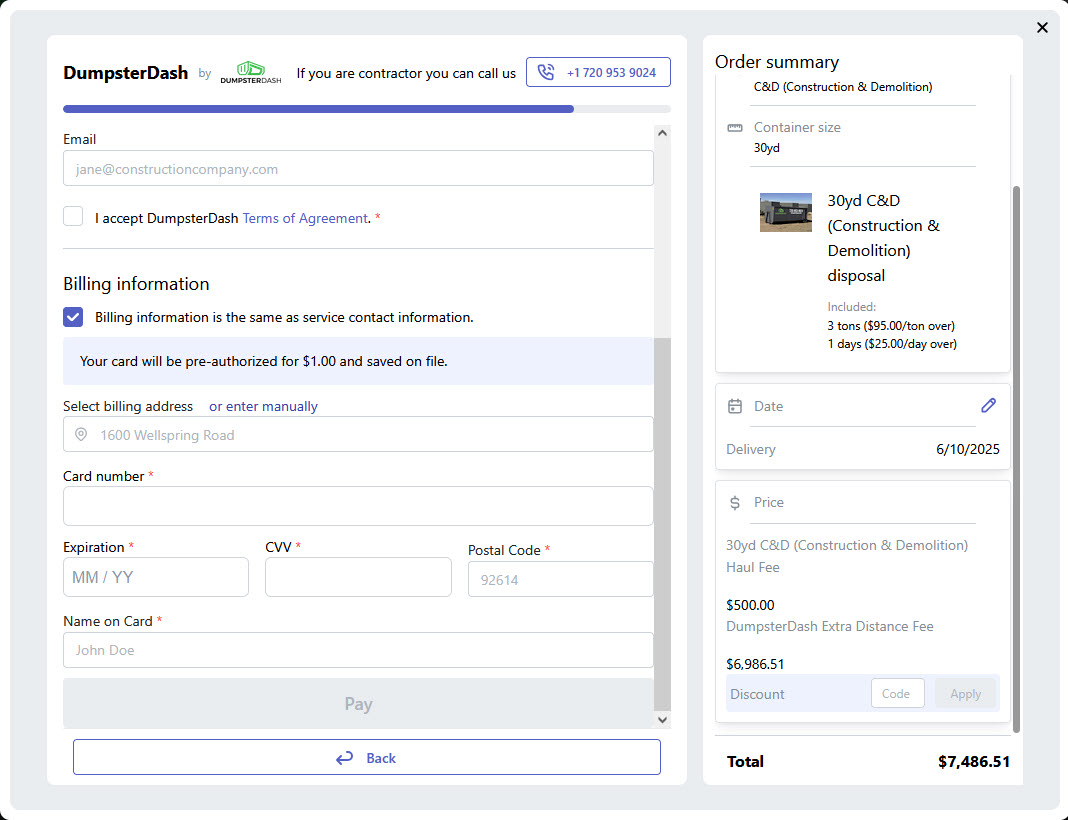 DumpsterDash by DUMPSTERDASH If you are contractor you can call us +1 720 953 9024
Email
jane@constructioncompany.com
I accept DumpsterDash Terms of Agreement. *
Billing information
Billing information is the same as service contact information.
Your card will be pre-authorized for $1.00 and saved on file.
Select billing address or enter manually
1600 Wellspring Road
Card number *
Expiration * CVV * Postal Code *
MM / YY 92614
Name on Card *
John Doe
Pay
Back
Order summary
C&D (Construction & Demolition)
Container size
30yd
30yd C&D
(Construction &
Demolition)
disposal
Included:
3 tons ($95.00/ton over)
1 days ($25.00/day over)
Date
Delivery 6/10/2025
$ Price
30yd C&D (Construction & Demolition)
Haul Fee
$500.00
DumpsterDash Extra Distance Fee
$6,986.51
Discount Code Apply
Total $7,486.51